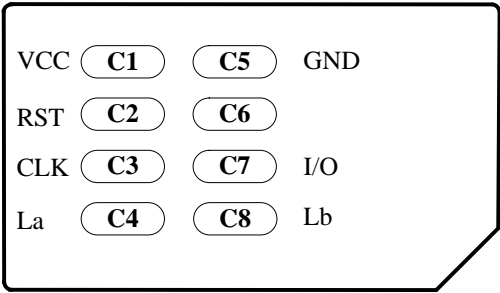 VCC C1 C5 GND
RST C2 C6
CLK C3 C7 I/O
La C4 C8 Lb